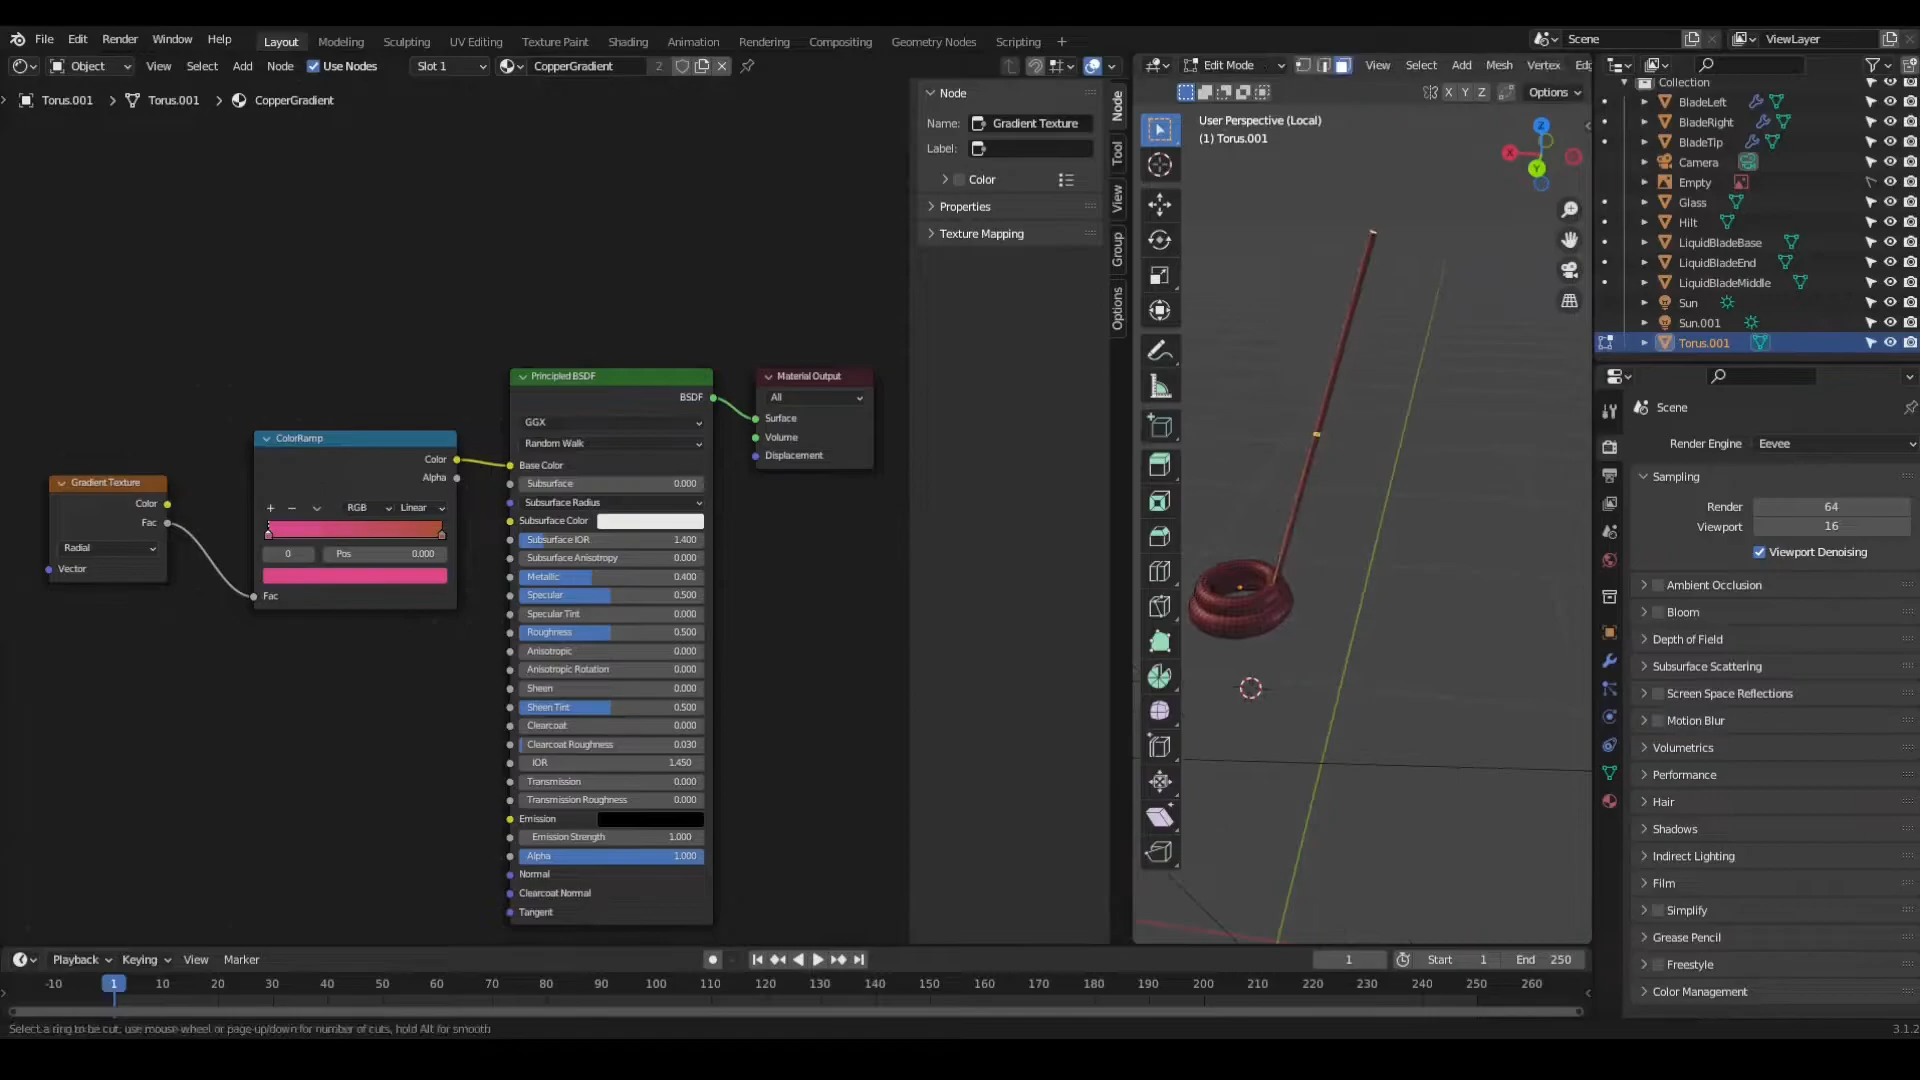 File Edit Render Window Help Layout Modeling Sculpting UV Editing Texture Paint Shading Animation Rendering Compositing Geometry Nodes Scripting + Scene ViewLayer
Object View Select Add Node Use Nodes Slot 1 CopperGradient 2
Torus.001 > Torus.001 > CopperGradient
Gradient Texture
Color
Fac
Radial
Vector
ColorRamp
Color
Alpha
RGB Linear
0 Pos 0.000
Fac
Principled BSDF
BSDF
GGX
Random Walk
Base Color
Subsurface 0.000
Subsurface Radius
Subsurface Color
Subsurface IOR 1.400
Subsurface Anisotropy 0.000
Metallic 0.400
Specular 0.500
Specular Tint 0.000
Roughness 0.500
Anisotropic 0.000
Anisotropic Rotation 0.000
Sheen 0.000
Sheen Tint 0.500
Clearcoat 0.000
Clearcoat Roughness 0.030
IOR 1.450
Transmission 0.000
Transmission Roughness 0.000
Emission
Emission Strength 1.000
Alpha 1.000
Normal
Clearcoat Normal
Tangent
Material Output
All
Surface
Volume
Displacement
Node
Name: Gradient Texture
Label:
Color
Properties
Texture Mapping
Node
Tool
View
Group
Options
Edit Mode View Select Add Mesh Vertex
X Y Z Options
User Perspective (Local)
(1) Torus.001
Z
X
Y
Collection
BladeLeft
BladeRight
BladeTip
Camera
Empty
Glass
Hilt
LiquidBladeBase
LiquidBladeEnd
LiquidBladeMiddle
Sun
Sun.001
Torus.001
Scene
Render Engine Eevee
Sampling
Render 64
Viewport 16
Viewport Denoising
Ambient Occlusion
Bloom
Depth of Field
Subsurface Scattering
Screen Space Reflections
Motion Blur
Volumetrics
Performance
Hair
Shadows
Indirect Lighting
Film
Simplify
Grease Pencil
Freestyle
Color Management
Playback Keying View Marker 1 Start 1 End 250
-10 1 10 20 30 40 50 60 70 80 90 100 110 120 130 140 150 160 170 180 190 200 210 220 230 240 250 260
Select a ring to be cut, use mouse-wheel or page-up/down for number of cuts, hold Alt for smooth
3.1.2